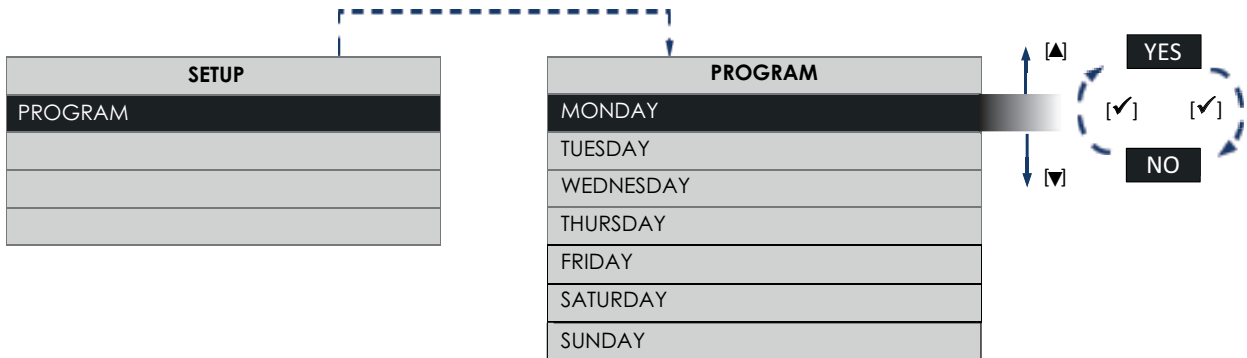 SETUP
PROGRAM
PROGRAM
MONDAY
TUESDAY
WEDNESDAY
THURSDAY
FRIDAY
SATURDAY
SUNDAY
[▲]
[▼]
YES
[✔] [✔]
NO